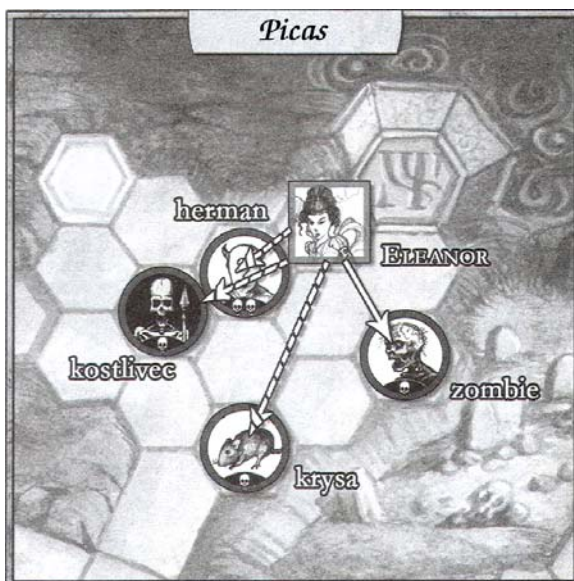 Picas
herman
ELEANOR
kostlivec
zombie
krysa